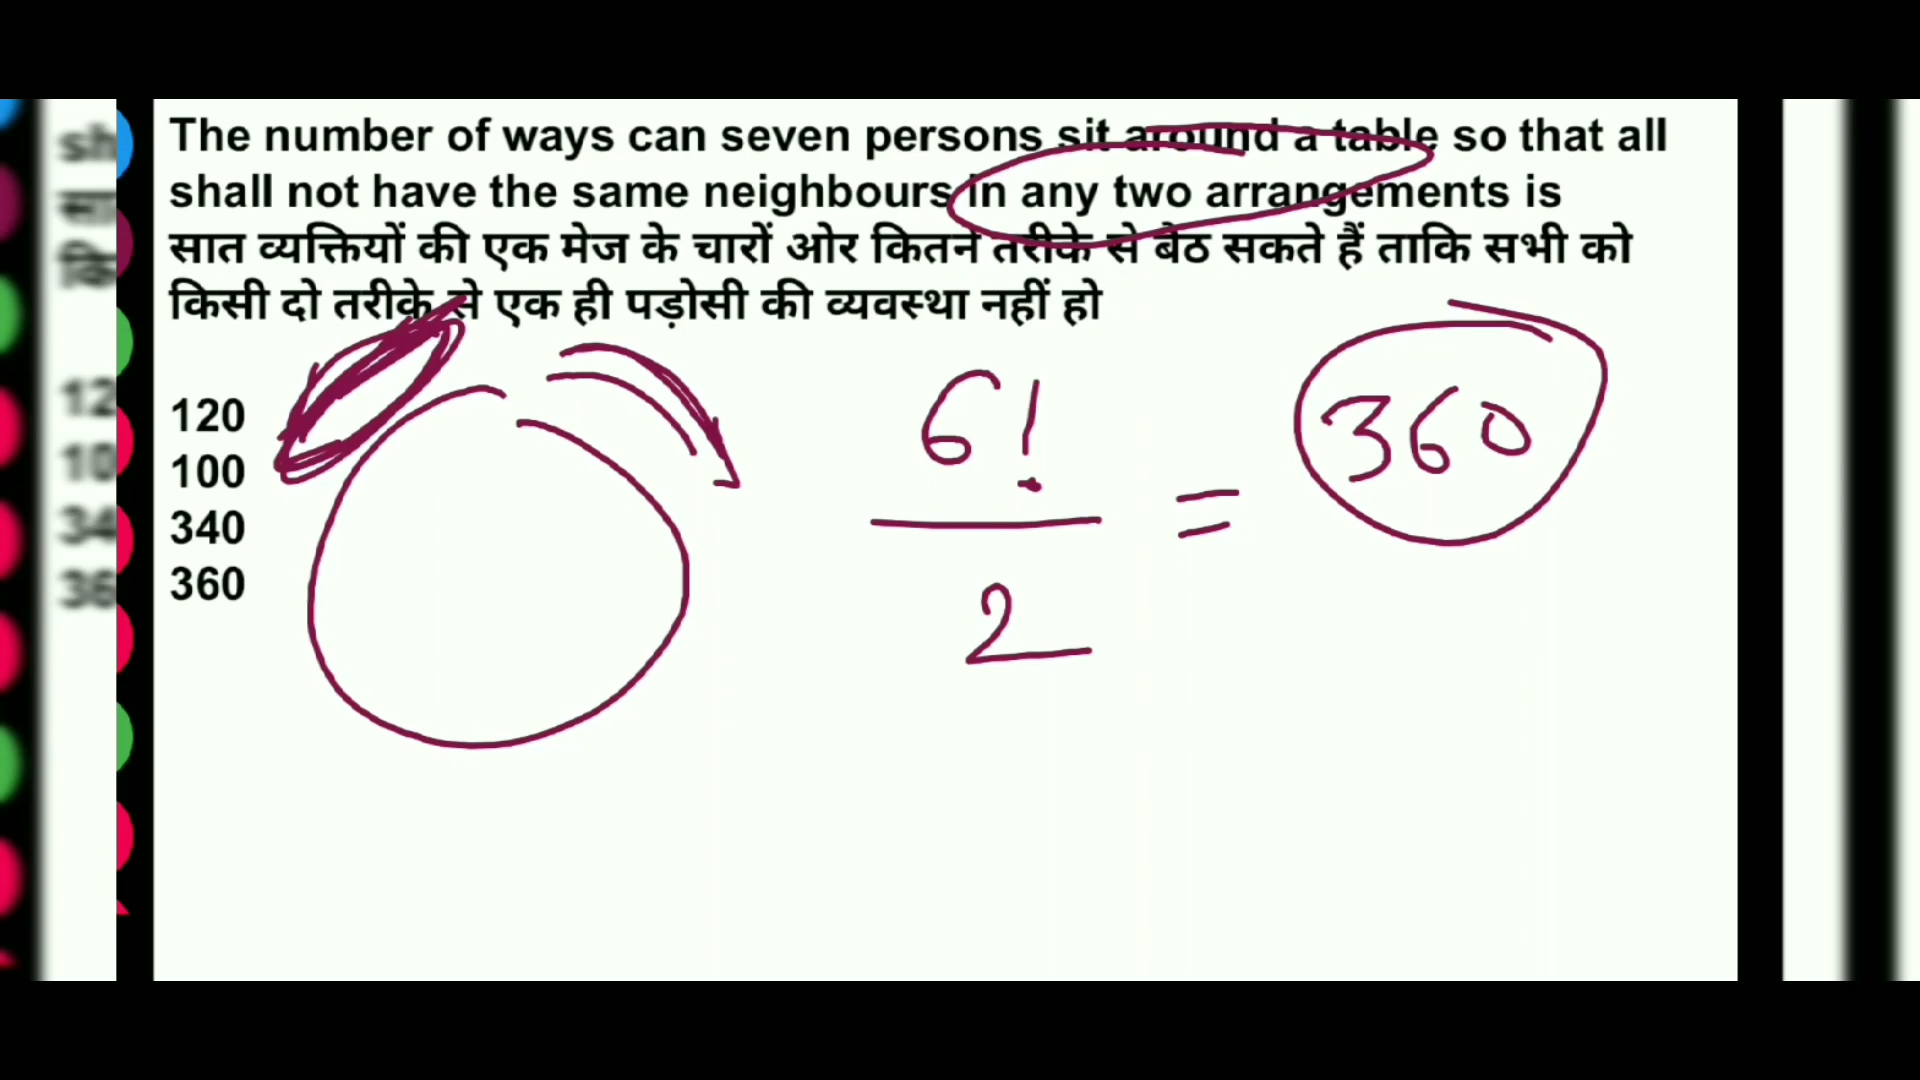 The number of ways can seven persons sit around a table so that all
shall not have the same neighbours in any two arrangements is
सात व्यक्तियों की एक मेज के चारों ओर कितने तरीके से बैठ सकते हैं ताकि सभी को
किसी दो तरीके से एक ही पड़ोसी की व्यवस्था नहीं हो
120
100
340
360
6!
2
=
360